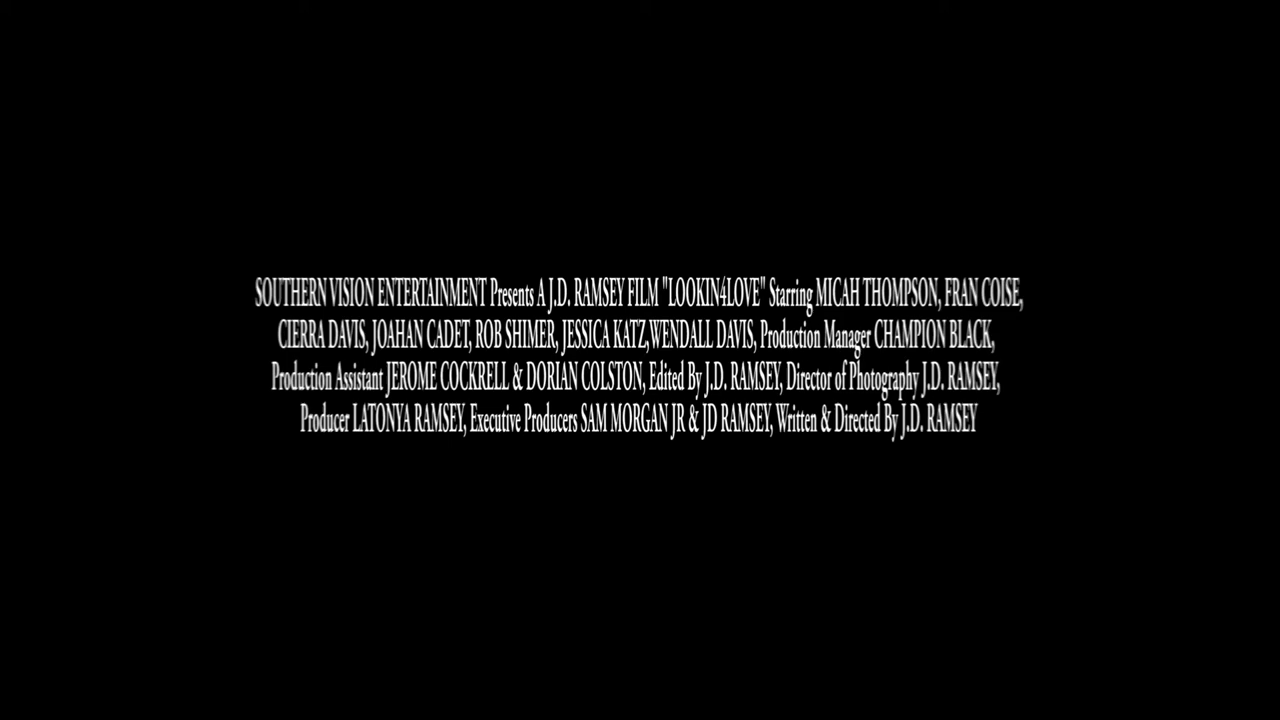 SOUTHERN VISION ENTERTAINMENT Presents A J.D. RAMSEY FILM "LOOKIN4LOVE" Starring MICAH THOMPSON, FRAN COISE,
CIERRA DAVIS, JOAHAN CADET, ROB SHIMER, JESSICA KATZ,WENDALL DAVIS, Production Manager CHAMPION BLACK,
Production Assistant JEROME COCKRELL & DORIAN COLSTON, Edited By J.D. RAMSEY, Director of Photography J.D. RAMSEY,
Producer LATONYA RAMSEY, Executive Producers SAM MORGAN JR & JD RAMSEY, Written & Directed By J.D. RAMSEY